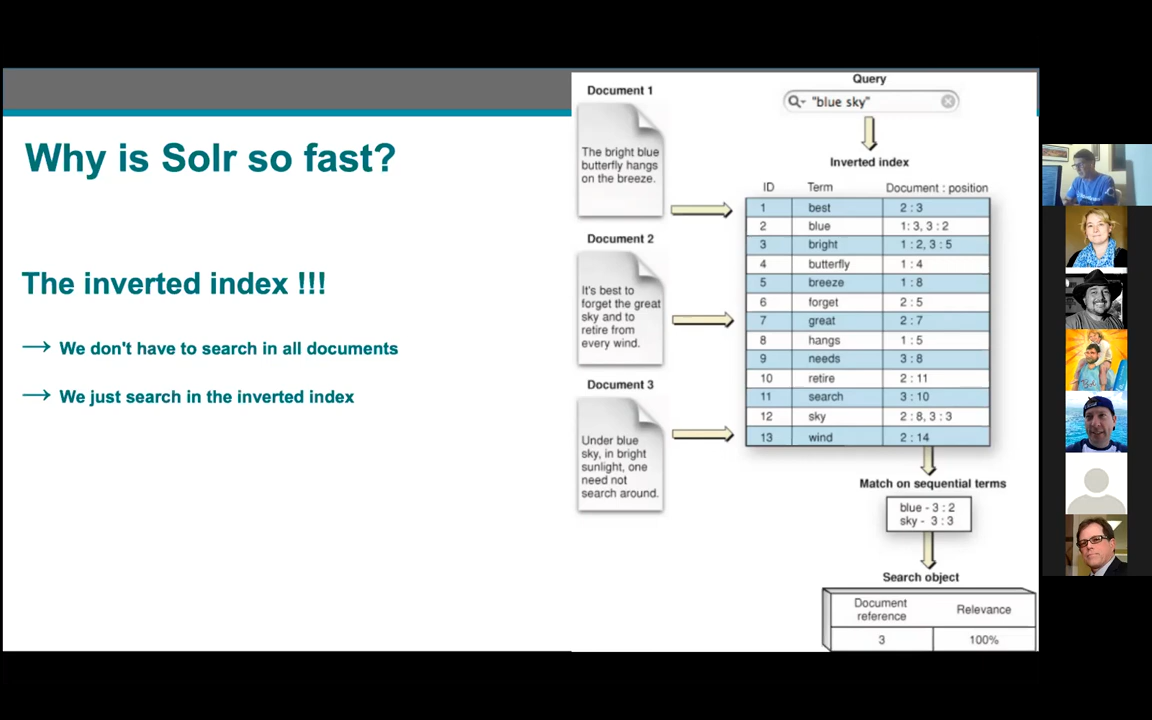 Why is Solr so fast?
The inverted index !!!
→ We don't have to search in all documents
→ We just search in the inverted index
Document 1
The bright blue
butterfly hangs
on the breeze.
Document 2
It's best to
forget the great
sky and to
retire from
every wind.
Document 3
Under blue
sky, in bright
sunlight, one
need not
search around.
Query
"blue sky"
Inverted index
ID Term Document : position
1 best 2 : 3
2 blue 1: 3, 3 : 2
3 bright 1 : 2, 3 : 5
4 butterfly 1 : 4
5 breeze 1 : 8
6 forget 2 : 5
7 great 2 : 7
8 hangs 1 : 5
9 needs 3 : 8
10 retire 2 : 11
11 search 3 : 10
12 sky 2 : 8, 3 : 3
13 wind 2 : 14
Match on sequential terms
blue - 3 : 2
sky - 3 : 3
Search object
Document
reference
Relevance
3 100%